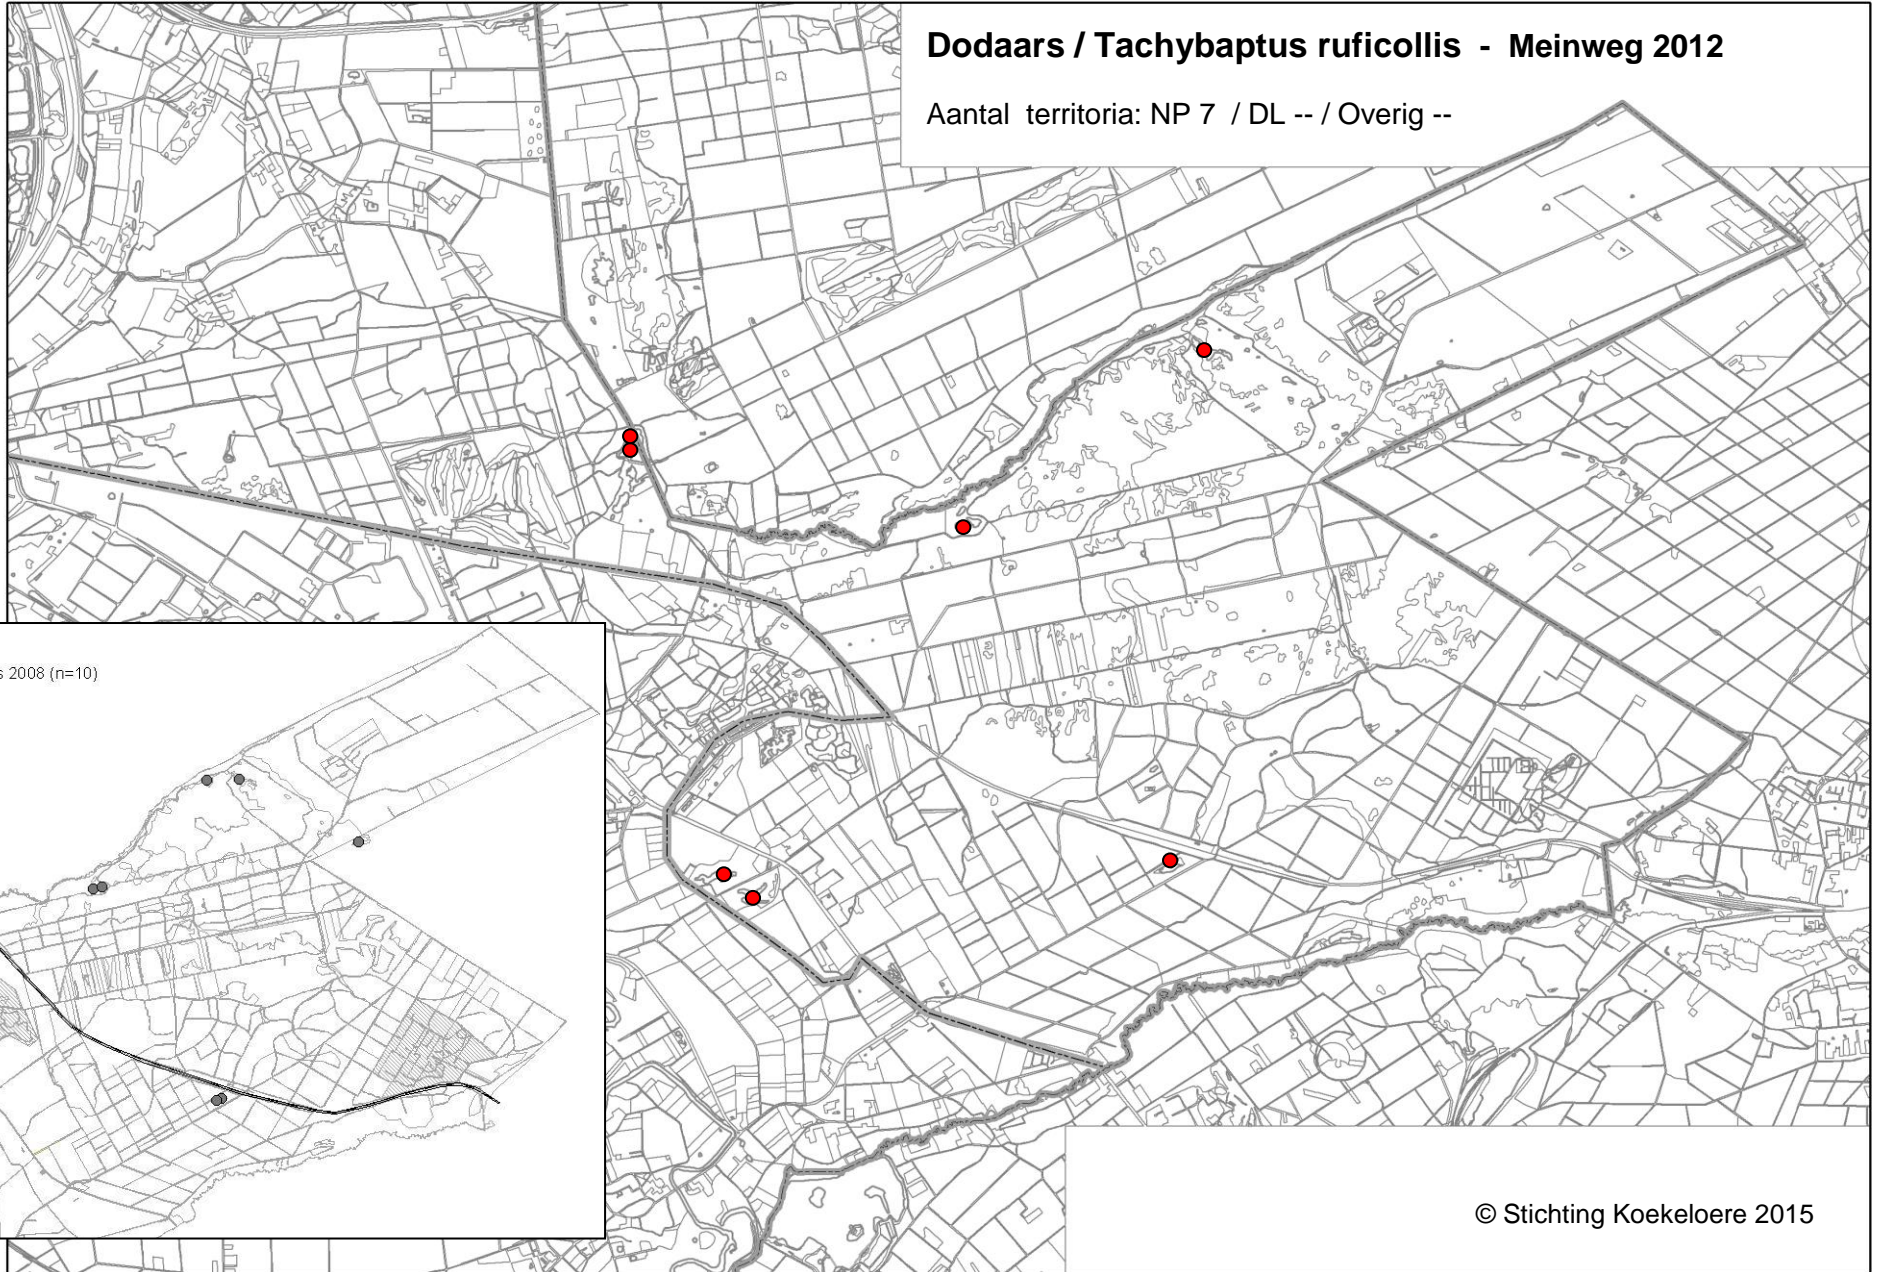 Dodaars / Tachybaptus ruficollis - Meinweg 2012
Aantal territoria: NP 7 / DL -- / Overig --
2008 (n=10)
© Stichting Koekeloere 2015